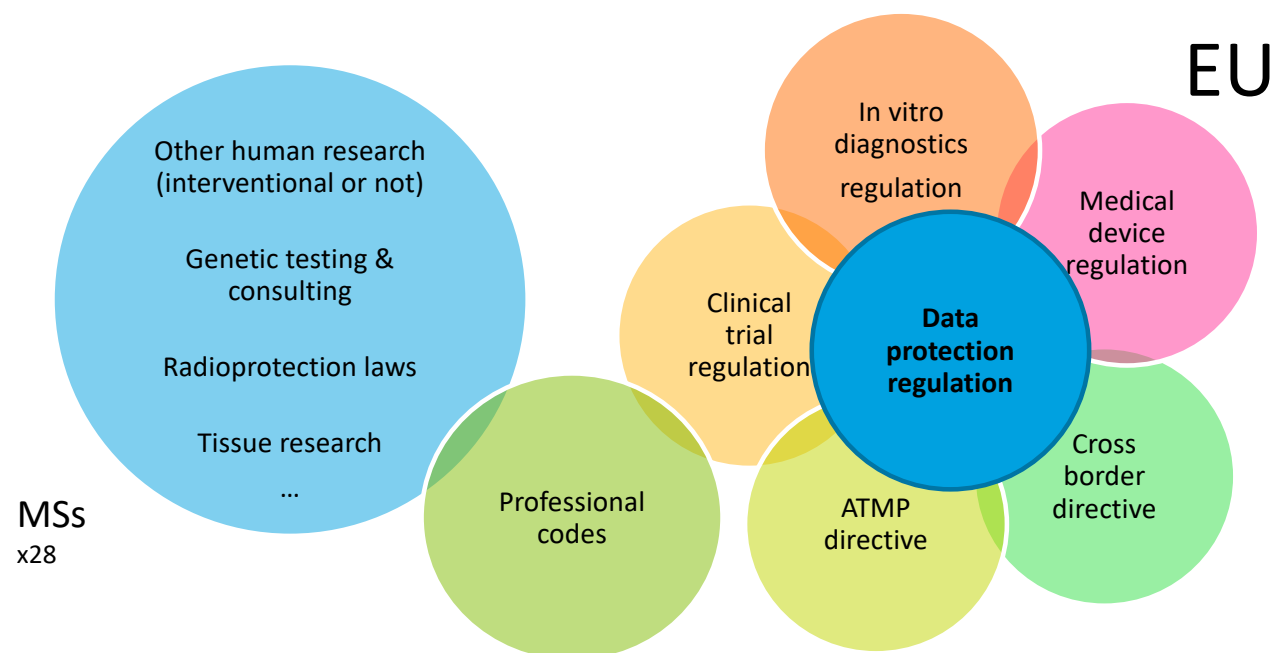 EU
Other human research
(interventional or not)
Genetic testing &
consulting
Radioprotection laws
Tissue research
...
MSs
x28
Professional
codes
Clinical
trial
regulation
In vitro
diagnostics
regulation
Medical
device
regulation
Data
protection
regulation
ATMP
directive
Cross
border
directive